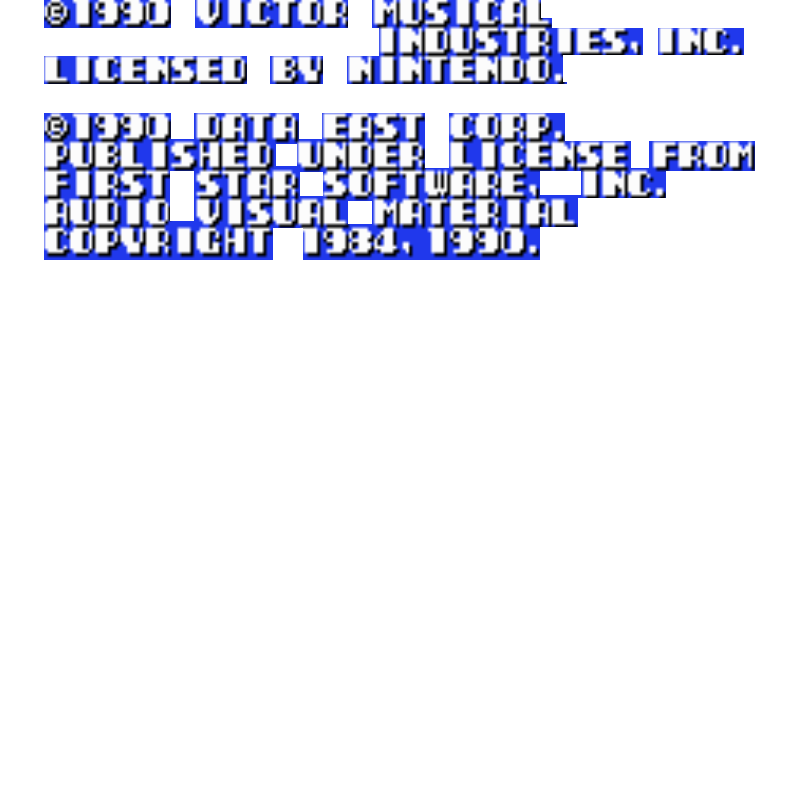 ©1990 VICTOR MUSICAL
INDUSTRIES, INC.
LICENSED BY NINTENDO.
©1990 DATA EAST CORP.
PUBLISHED UNDER LICENSE FROM
FIRST STAR SOFTWARE, INC.
AUDIO VISUAL MATERIAL
COPYRIGHT 1984, 1990.